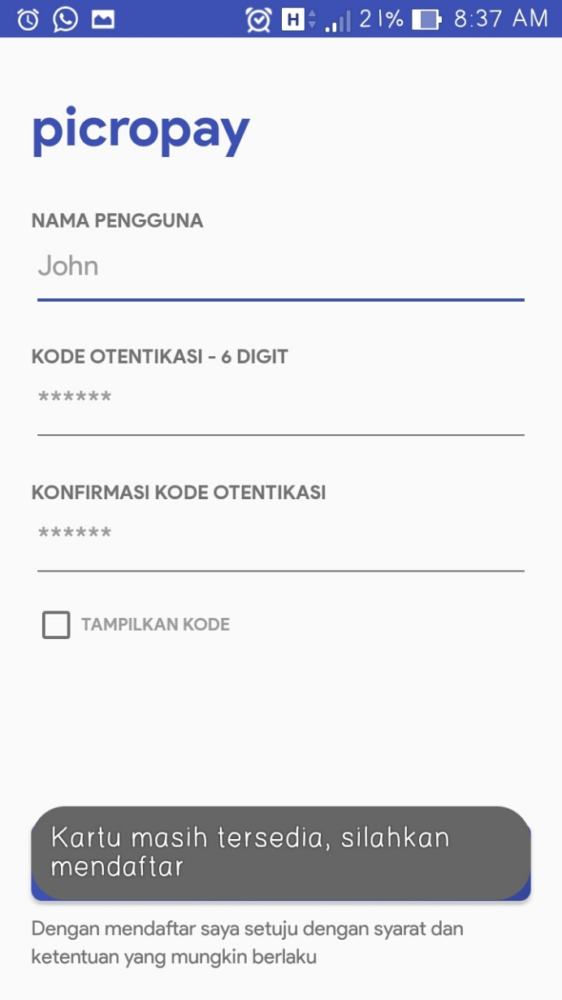 21% 8:37 AM
picropay
NAMA PENGGUNA
John
KODE OTENTIKASI - 6 DIGIT
******
KONFIRMASI KODE OTENTIKASI
******
TAMPILKAN KODE
Kartu masih tersedia, silahkan
mendaftar
Dengan mendaftar saya setuju dengan syarat dan
ketentuan yang mungkin berlaku